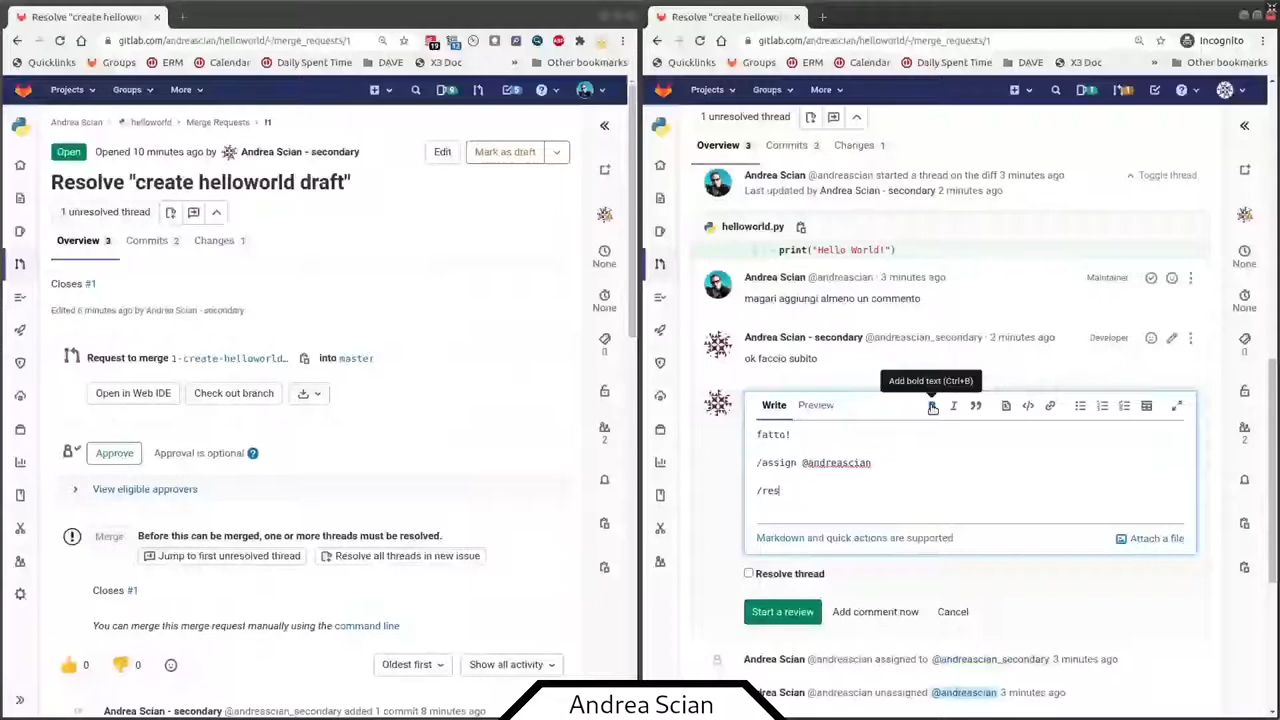 Resolve "create helloworld
gitlab.com/andreascian/helloworld/-/merge_requests/1
Quicklinks Groups ERM Calendar Daily Spent Time DAVE X3 Doc » Other bookmarks
Projects Groups More
Andrea Scian helloworld Merge Requests !1
Open Opened 10 minutes ago by Andrea Scian - secondary Edit Mark as draft
Resolve "create helloworld draft"
1 unresolved thread
Overview 3 Commits 2 Changes 1
Closes #1
Edited 6 minutes ago by Andrea Scian - secondary
Request to merge 1-create-helloworld… into master
Open in Web IDE Check out branch
Approve Approval is optional
View eligible approvers
Merge Before this can be merged, one or more threads must be resolved.
Jump to first unresolved thread Resolve all threads in new issue
Closes #1
You can merge this merge request manually using the command line
0 0 Oldest first Show all activity
Andrea Scian - secondary @andreascian_secondary added 1 commit 8 minutes ago
None
None
0
2
Resolve "create helloworld
gitlab.com/andreascian/helloworld/-/merge_requests/1 Incognito
Quicklinks Groups ERM Calendar Daily Spent Time DAVE X3 Doc » Other bookmarks
Projects Groups More
1 unresolved thread
Overview 3 Commits 2 Changes 1
Andrea Scian @andreascian started a thread on the diff 3 minutes ago Toggle thread
Last updated by Andrea Scian - secondary 2 minutes ago
helloworld.py
print("Hello World!")
Andrea Scian @andreascian · 3 minutes ago Maintainer
magari aggiungi almeno un commento
Andrea Scian - secondary @andreascian_secondary · 2 minutes ago Developer
ok faccio subito
Add bold text (Ctrl+B)
Write Preview
fatto!
/assign @andreascian
/res
Markdown and quick actions are supported Attach a file
Resolve thread
Start a review Add comment now Cancel
Andrea Scian @andreascian assigned to @andreascian_secondary 3 minutes ago
Scian @andreascian unassigned @andreascian 3 minutes ago
None
None
0
2
Andrea Scian